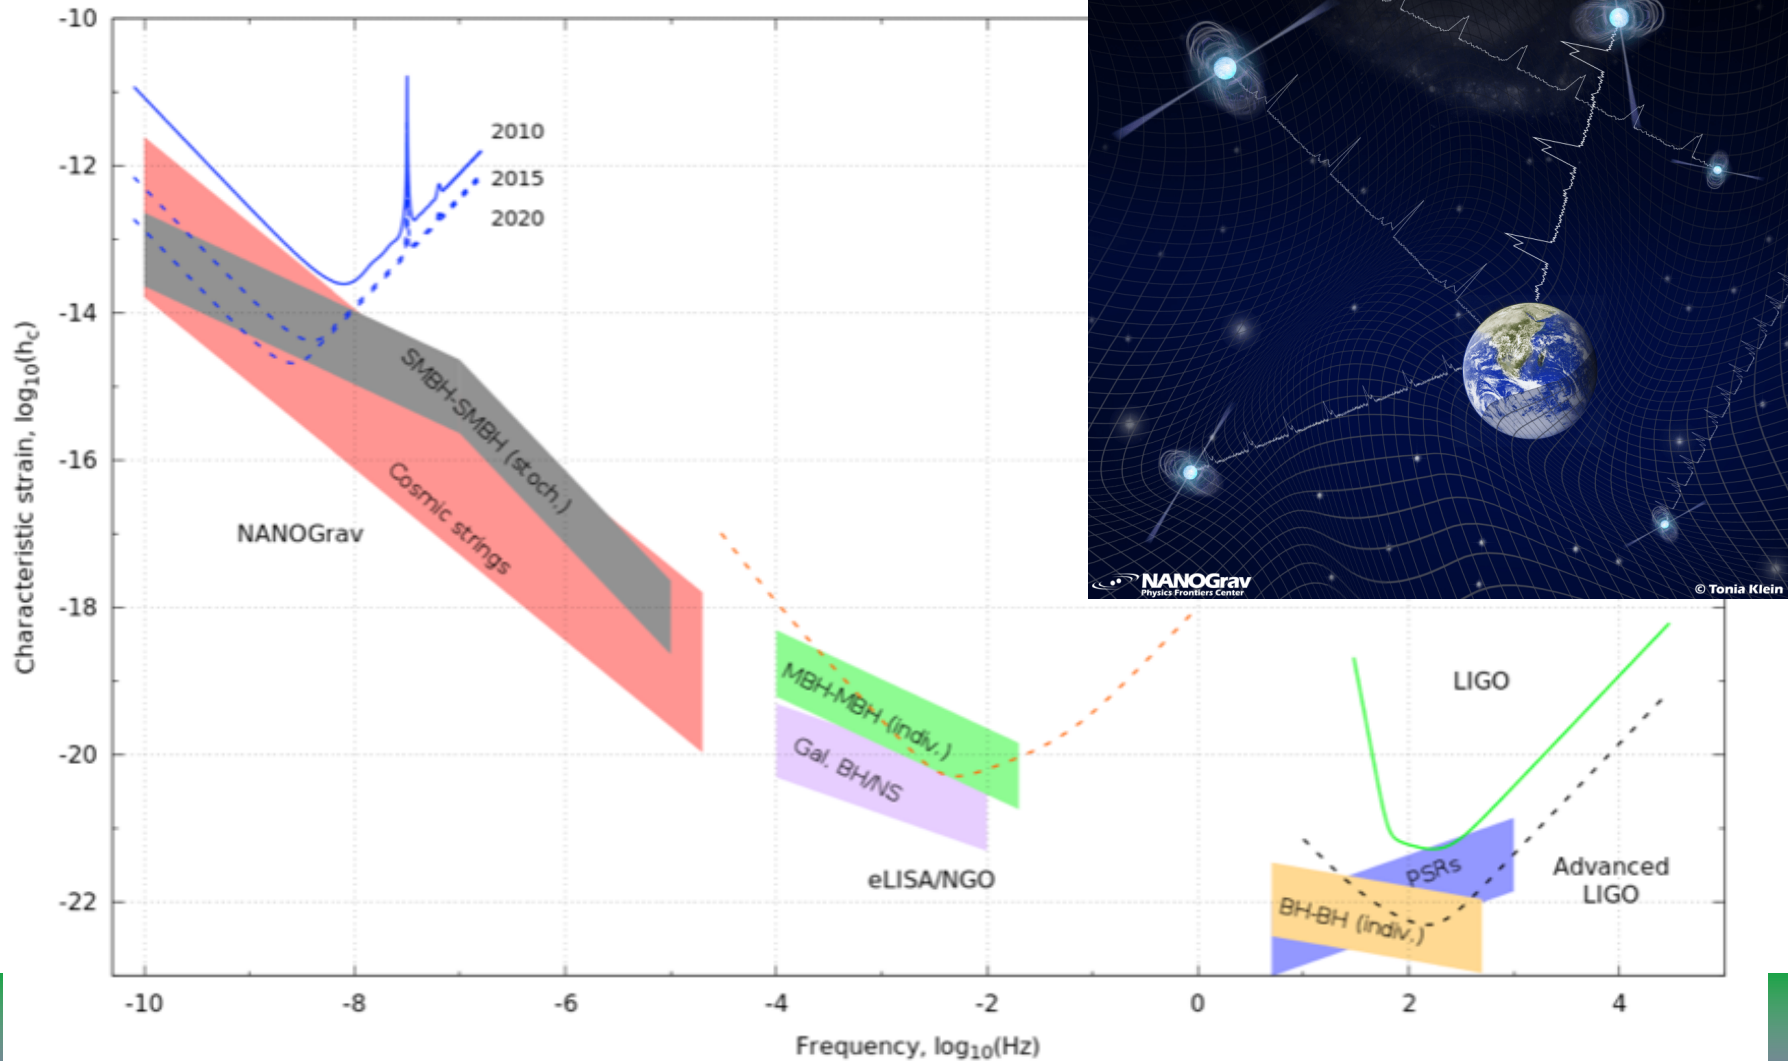 -10
-12
-14
-16
-18
-20
-22
Characteristic strain, log10(hc)
2010
2015
2020
SMBH-SMBH (stoch.)
Cosmic strings
NANOGrav
MBH-MBH (indiv.)
Gal. BH/NS
eLISA/NGO
LIGO
PSRs
BH-BH (indiv.)
Advanced
LIGO
-10 -8 -6 -4 -2 0 2 4
Frequency, log10(Hz)
NANOGrav
Physics Frontiers Center
© Tonia Klein